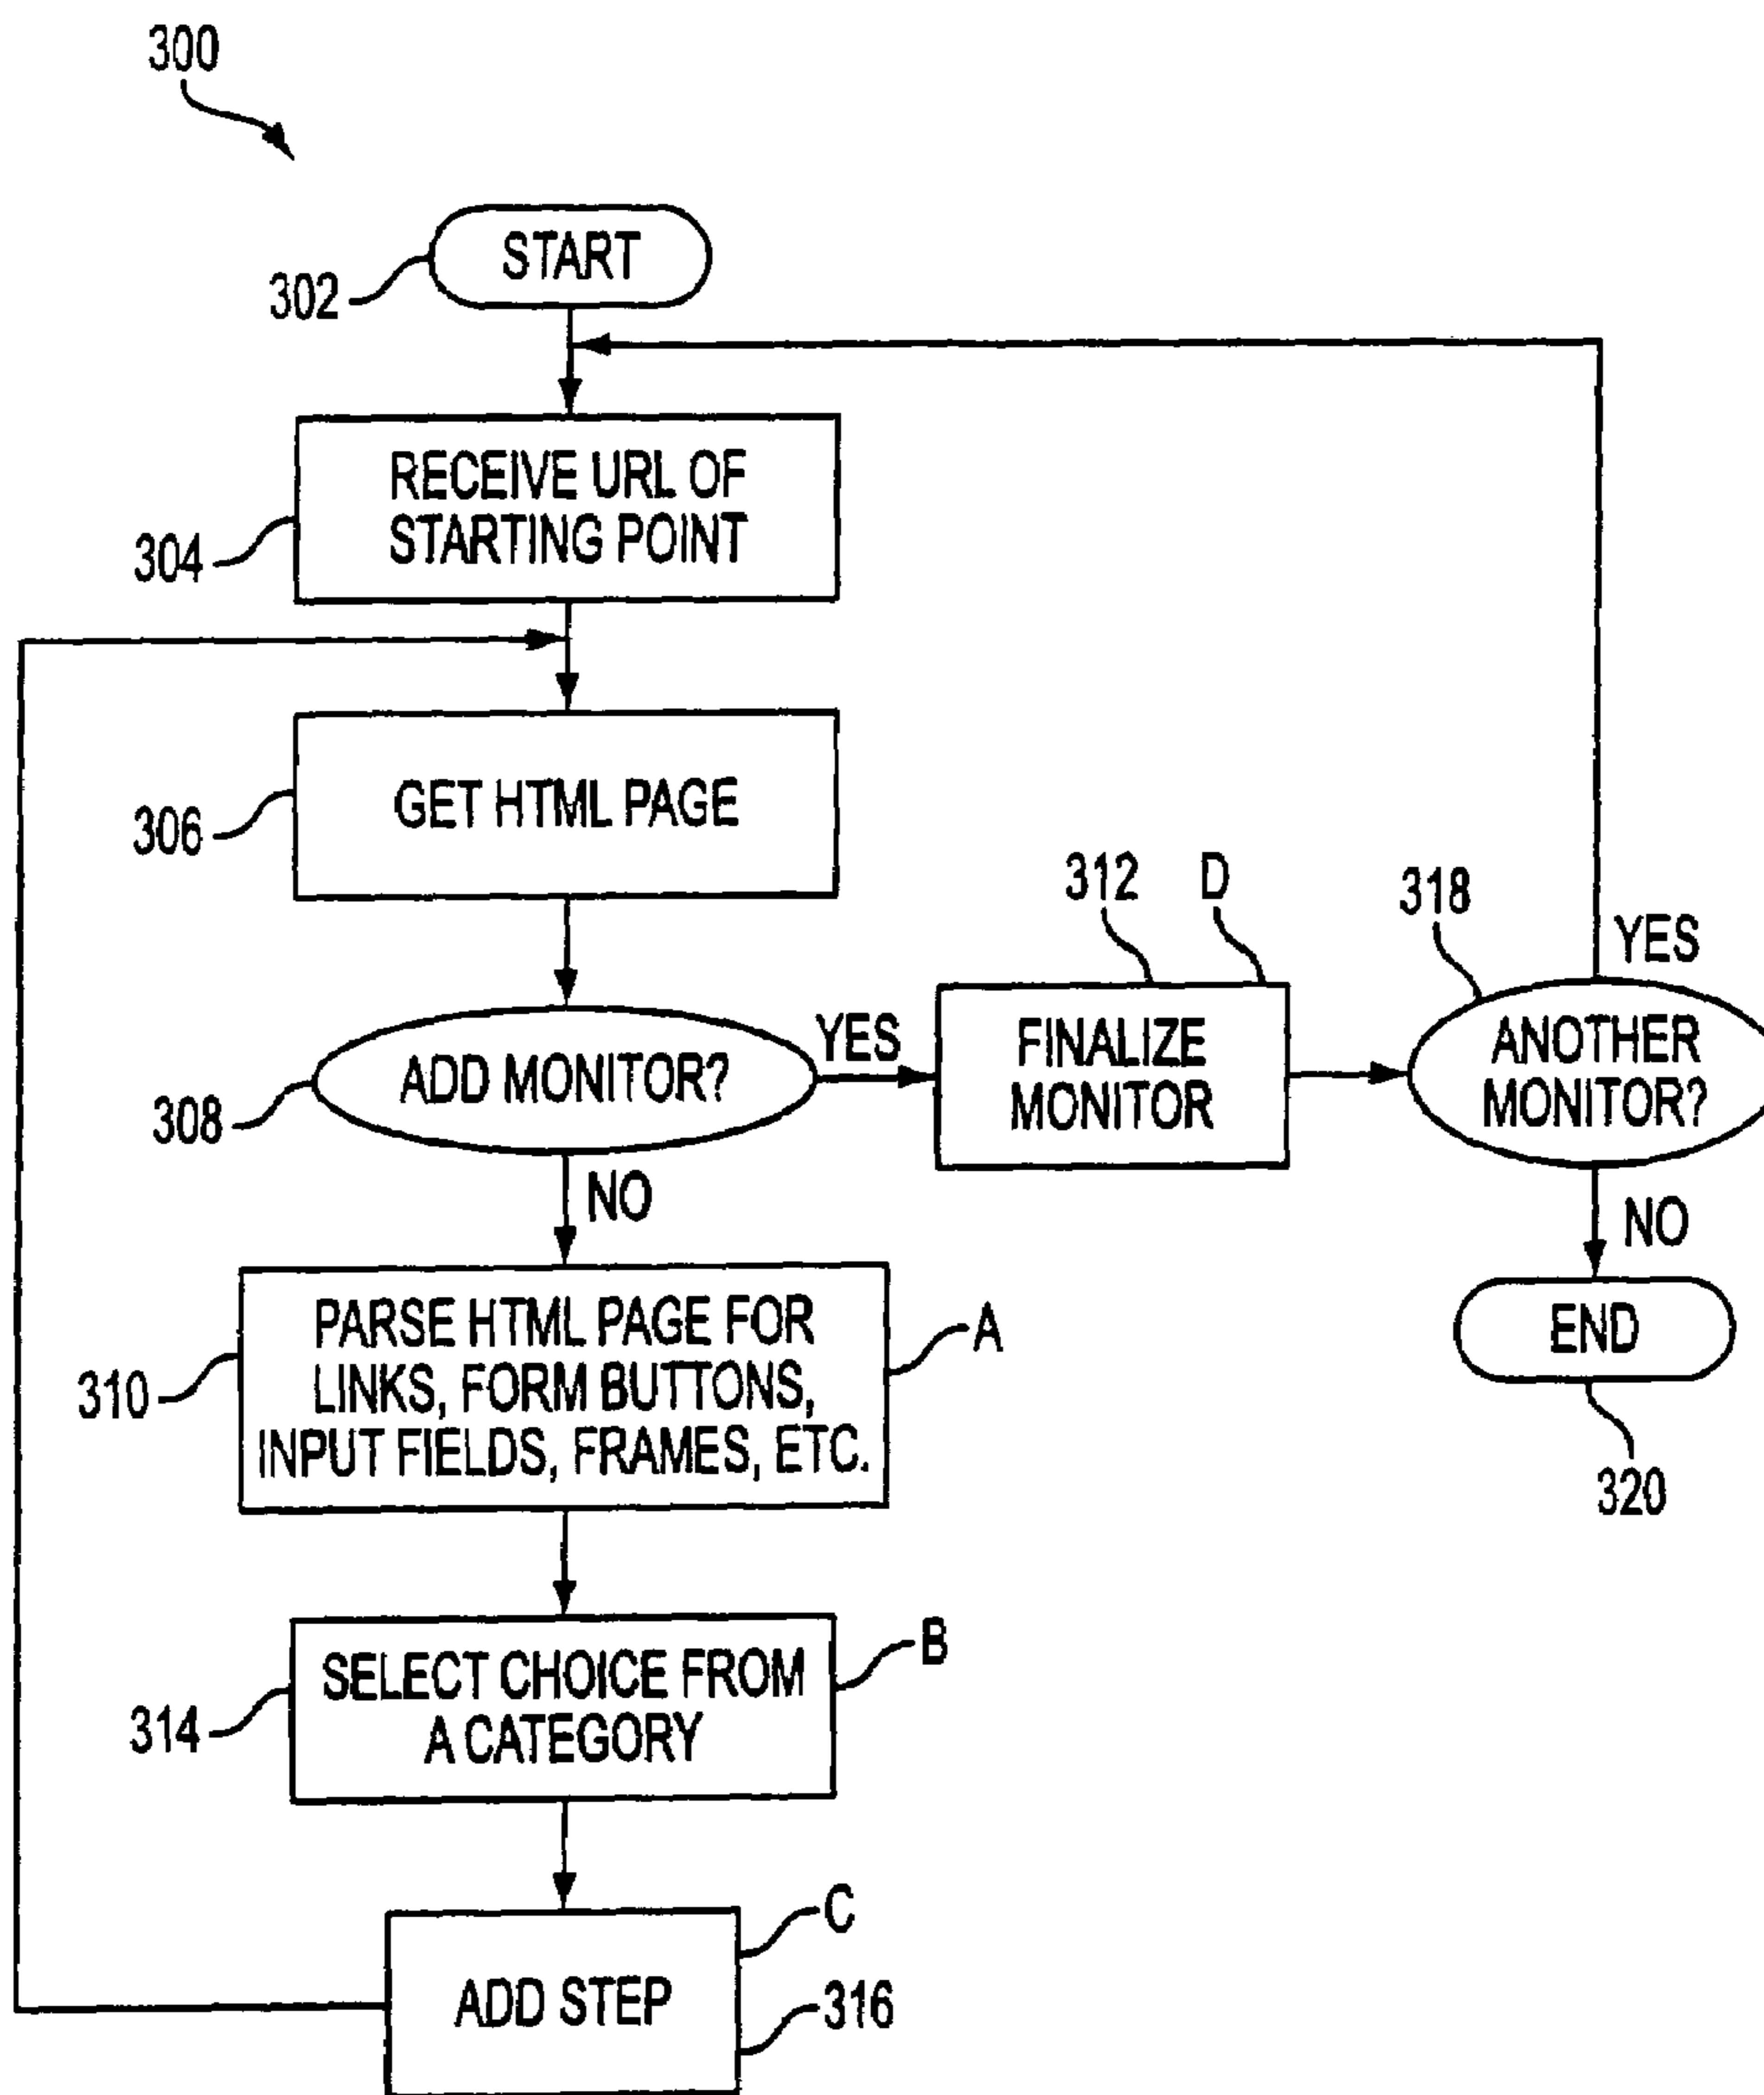 300
START
302
RECEIVE URL OF
STARTING POINT
304
GET HTML PAGE
306
312
D
318
YES
ADD MONITOR?
YES
FINALIZE
MONITOR
ANOTHER
MONITOR?
308
NO
NO
PARSE HTML PAGE FOR
LINKS, FORM BUTTONS,
INPUT FIELDS, FRAMES, ETC.
A
310
END
320
SELECT CHOICE FROM
A CATEGORY
B
314
C
ADD STEP
316